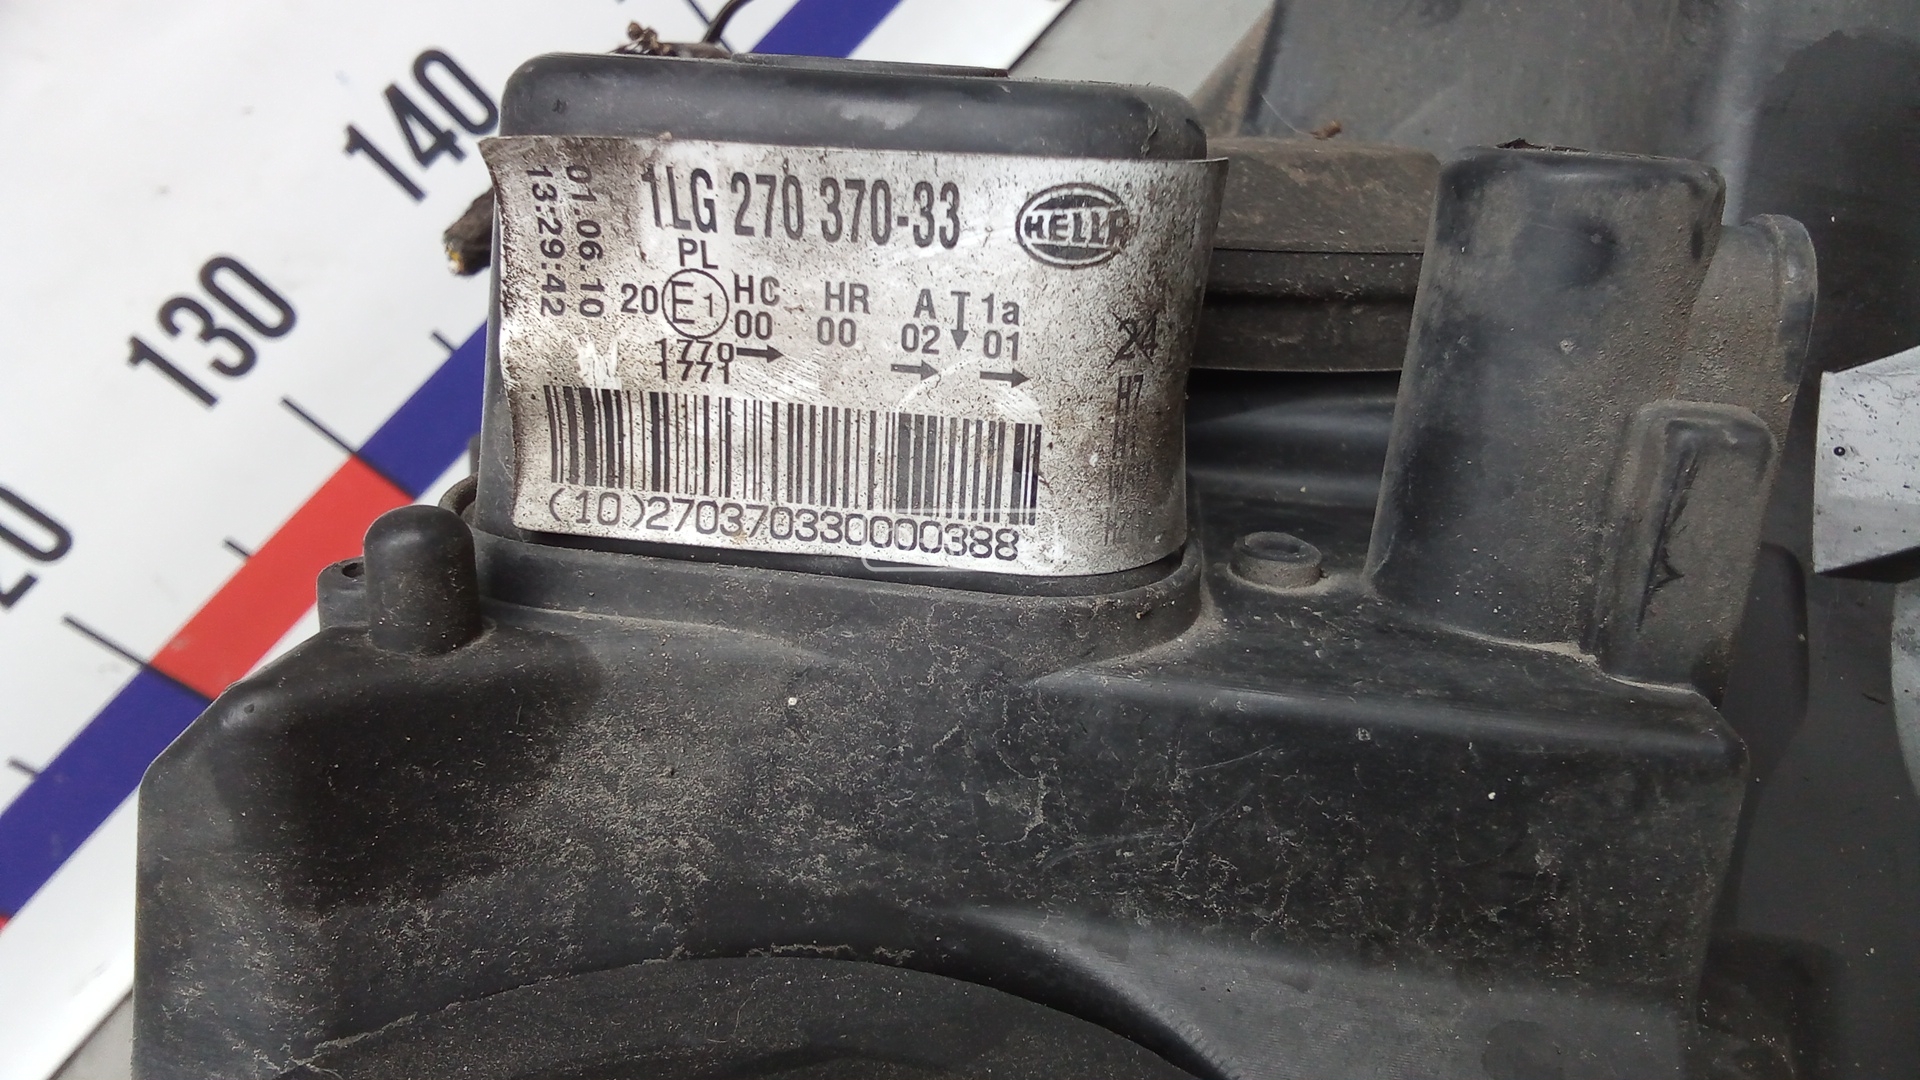 140
130
20
01.06.10
13:29:42
1LG 270 370-33
HELLA
PL
20 E1 HC HR A 1a
00 00 02 01
1770
1771
24
H7
(10)270370330000388